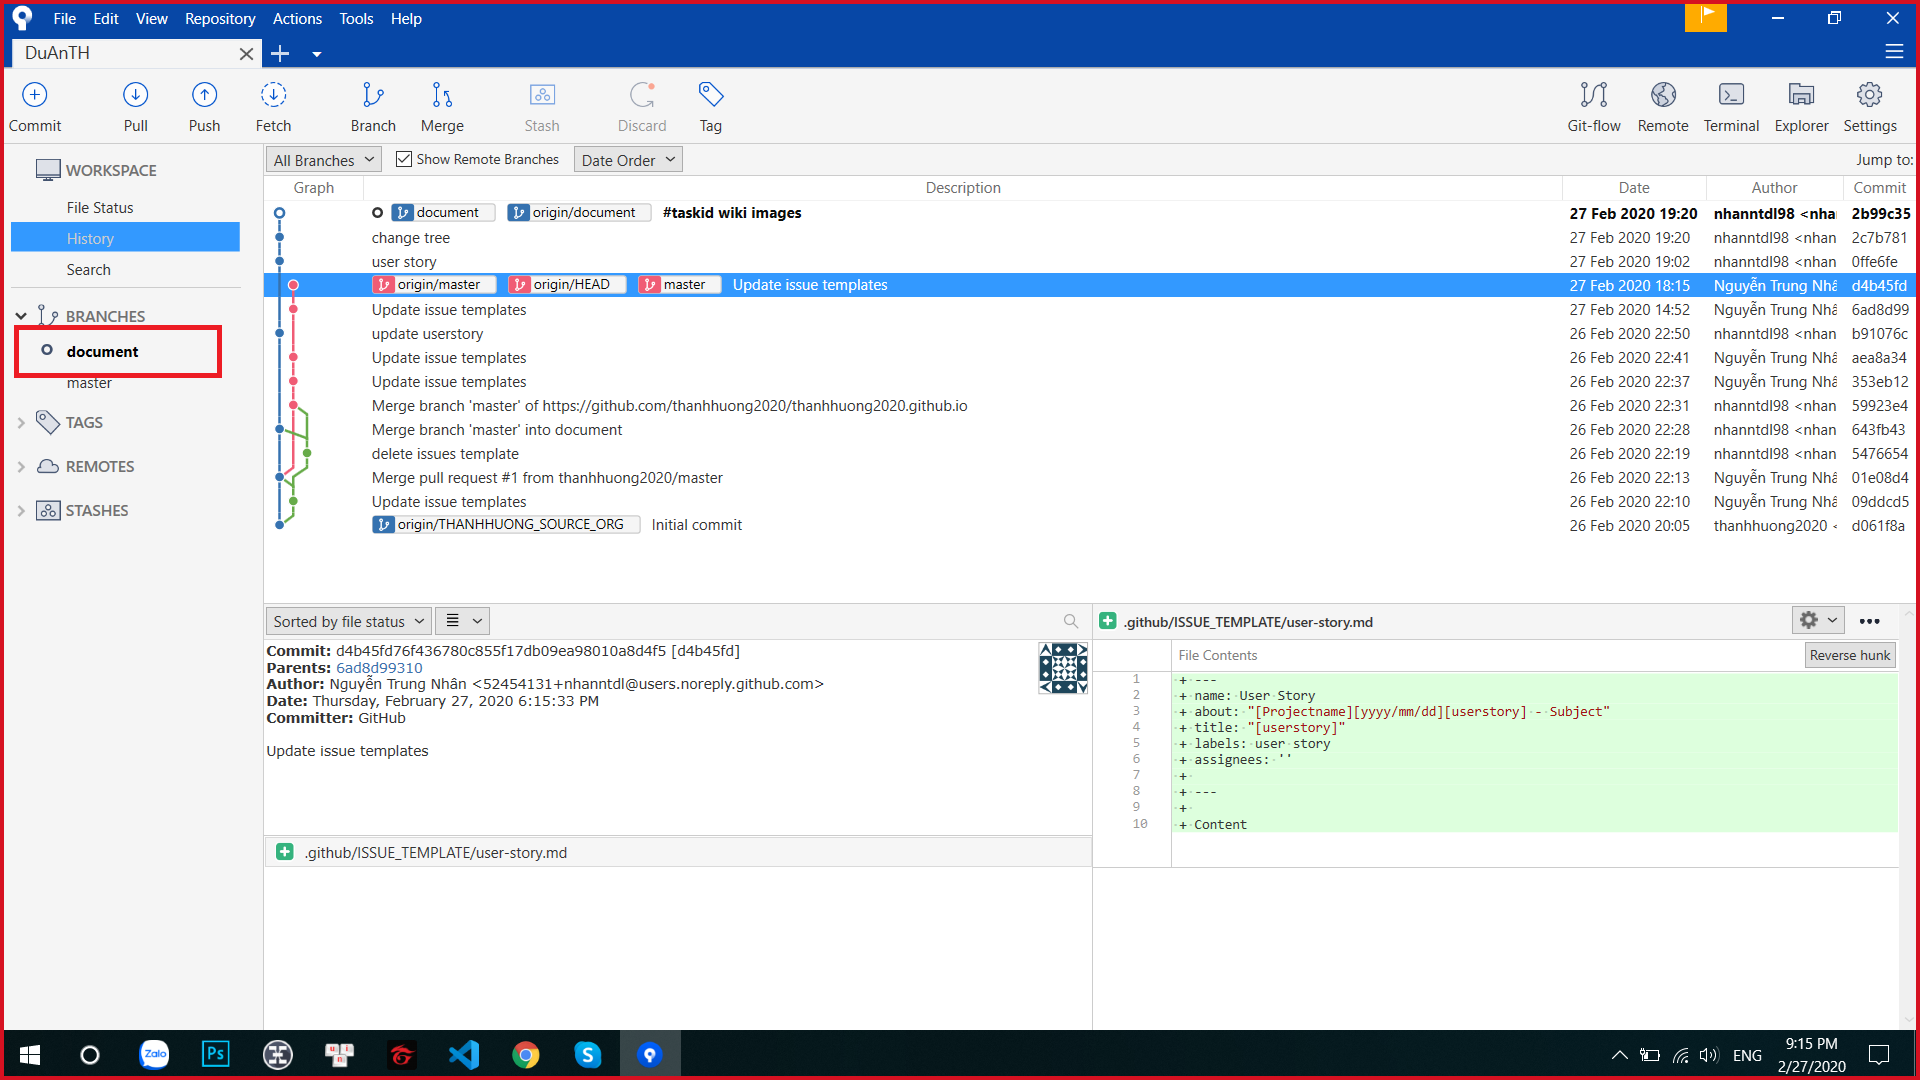 File Edit View Repository Actions Tools Help
DuAnTH
Commit Pull Push Fetch Branch Merge Stash Discard Tag Git-flow Remote Terminal Explorer Settings
WORKSPACE
File Status
History
Search
BRANCHES
document
master
TAGS
REMOTES
STASHES
All Branches Show Remote Branches Date Order Jump to:
Graph Description Date Author Commit
document origin/document #taskid wiki images 27 Feb 2020 19:20 nhanntdl98 <nha 2b99c35
change tree 27 Feb 2020 19:20 nhanntdl98 <nhan 2c7b781
user story 27 Feb 2020 19:02 nhanntdl98 <nhan 0ffe6fe
origin/master origin/HEAD master Update issue templates 27 Feb 2020 18:15 Nguyễn Trung Nhâ d4b45fd
Update issue templates 27 Feb 2020 14:52 Nguyễn Trung Nhâ 6ad8d99
update userstory 26 Feb 2020 22:50 nhanntdl98 <nhan b91076c
Update issue templates 26 Feb 2020 22:41 Nguyễn Trung Nhâ aea8a34
Update issue templates 26 Feb 2020 22:37 Nguyễn Trung Nhâ 353eb12
Merge branch 'master' of https://github.com/thanhhuong2020/thanhhuong2020.github.io 26 Feb 2020 22:31 nhanntdl98 <nhan 59923e4
Merge branch 'master' into document 26 Feb 2020 22:28 nhanntdl98 <nhan 643fb43
delete issues template 26 Feb 2020 22:19 nhanntdl98 <nhan 5476654
Merge pull request #1 from thanhhuong2020/master 26 Feb 2020 22:13 Nguyễn Trung Nhâ 01e08d4
Update issue templates 26 Feb 2020 22:10 Nguyễn Trung Nhâ 09ddcd5
origin/THANHHUONG_SOURCE_ORG Initial commit 26 Feb 2020 20:05 thanhhuong2020 < d061f8a
Sorted by file status
Commit: d4b45fd76f436780c855f17db09ea98010a8d4f5 [d4b45fd]
Parents: 6ad8d99310
Author: Nguyễn Trung Nhân <52454131+nhanntdl@users.noreply.github.com>
Date: Thursday, February 27, 2020 6:15:33 PM
Committer: GitHub
Update issue templates
.github/ISSUE_TEMPLATE/user-story.md
.github/ISSUE_TEMPLATE/user-story.md
File Contents Reverse hunk
1 + ---
2 + name: User Story
3 + about: "[Projectname][yyyy/mm/dd][userstory] - Subject"
4 + title: "[userstory]"
5 + labels: user story
6 + assignees: ''
7 +
8 + ---
9 +
10 + Content
Zalo Ps u i n S
ENG 9:15 PM
2/27/2020